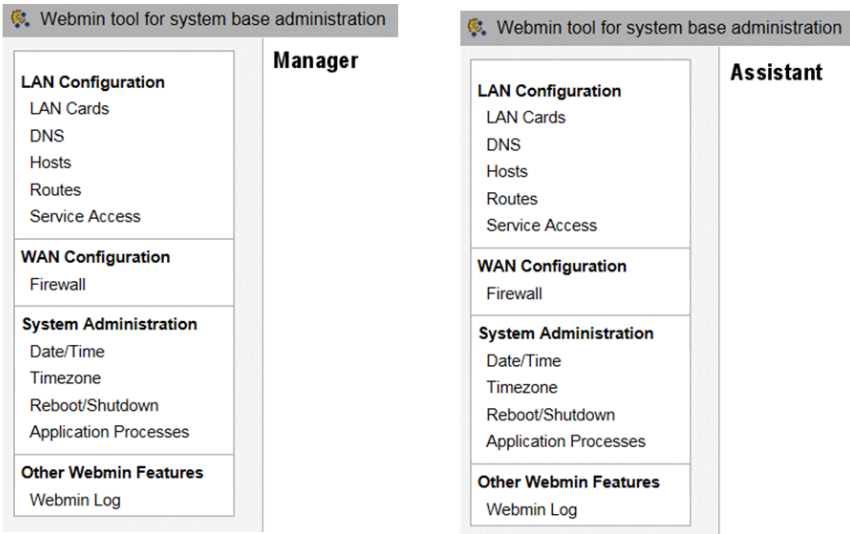 Webmin tool for system base administration
Manager
LAN Configuration
LAN Cards
DNS
Hosts
Routes
Service Access
WAN Configuration
Firewall
System Administration
Date/Time
Timezone
Reboot/Shutdown
Application Processes
Other Webmin Features
Webmin Log
Webmin tool for system base administration
Assistant
LAN Configuration
LAN Cards
DNS
Hosts
Routes
Service Access
WAN Configuration
Firewall
System Administration
Date/Time
Timezone
Reboot/Shutdown
Application Processes
Other Webmin Features
Webmin Log